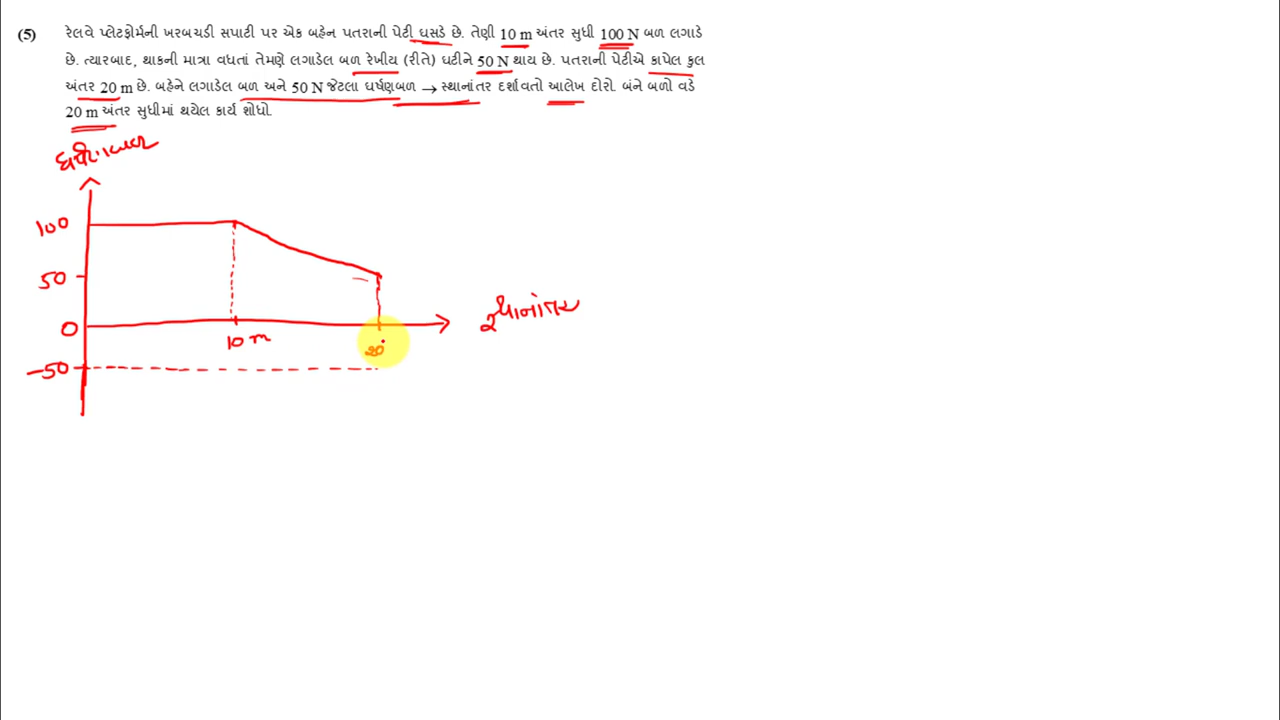 (5) રેલવે પ્લેટફોર્મની ખરબચડી સપાટી પર એક બહેન પતરાની પેટી ઘસડે છે. તેણી 10 m અંતર સુધી 100 N બળ લગાડે
છે. ત્યારબાદ, થાકની માત્રા વધતાં તેમણે લગાડેલ બળ રેખીય (રીતે) ઘટીને 50 N થાય છે. પતરાની પેટીએ કાપેલ કુલ
અંતર 20 m છે. બહેને લગાડેલ બળ અને 50 N જેટલા ઘર્ષણબળ → સ્થાનાંતર દર્શાવતો આલેખ દોરો. બંને બળો વડે
20 m અંતર સુધીમાં થયેલ કાર્ય શોધો.
100
50
0
સ્થાનાંતર
10 m
20
-50